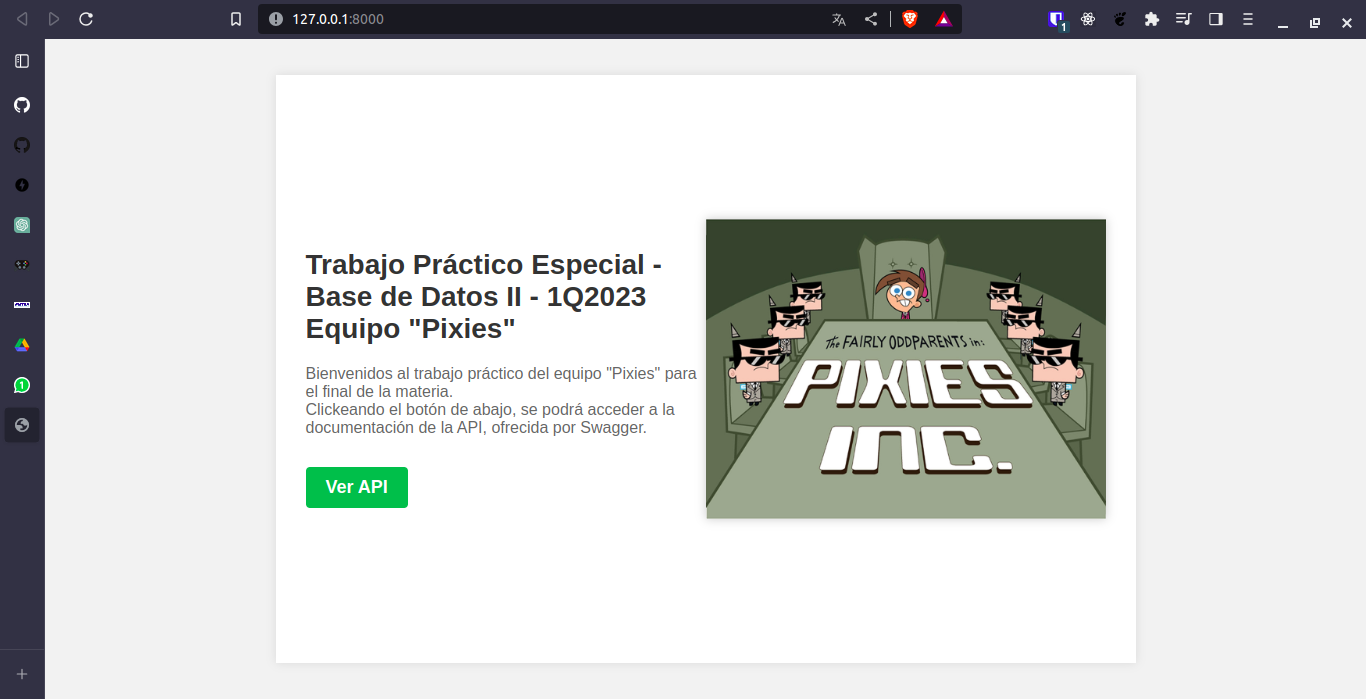 127.0.0.1:8000
1
Trabajo Práctico Especial -
Base de Datos II - 1Q2023
Equipo "Pixies"
Bienvenidos al trabajo práctico del equipo "Pixies" para
el final de la materia.
Clickeando el botón de abajo, se podrá acceder a la
documentación de la API, ofrecida por Swagger.
Ver API
The FAIRLY ODDPARENTS in:
PIXIES
INC.
1